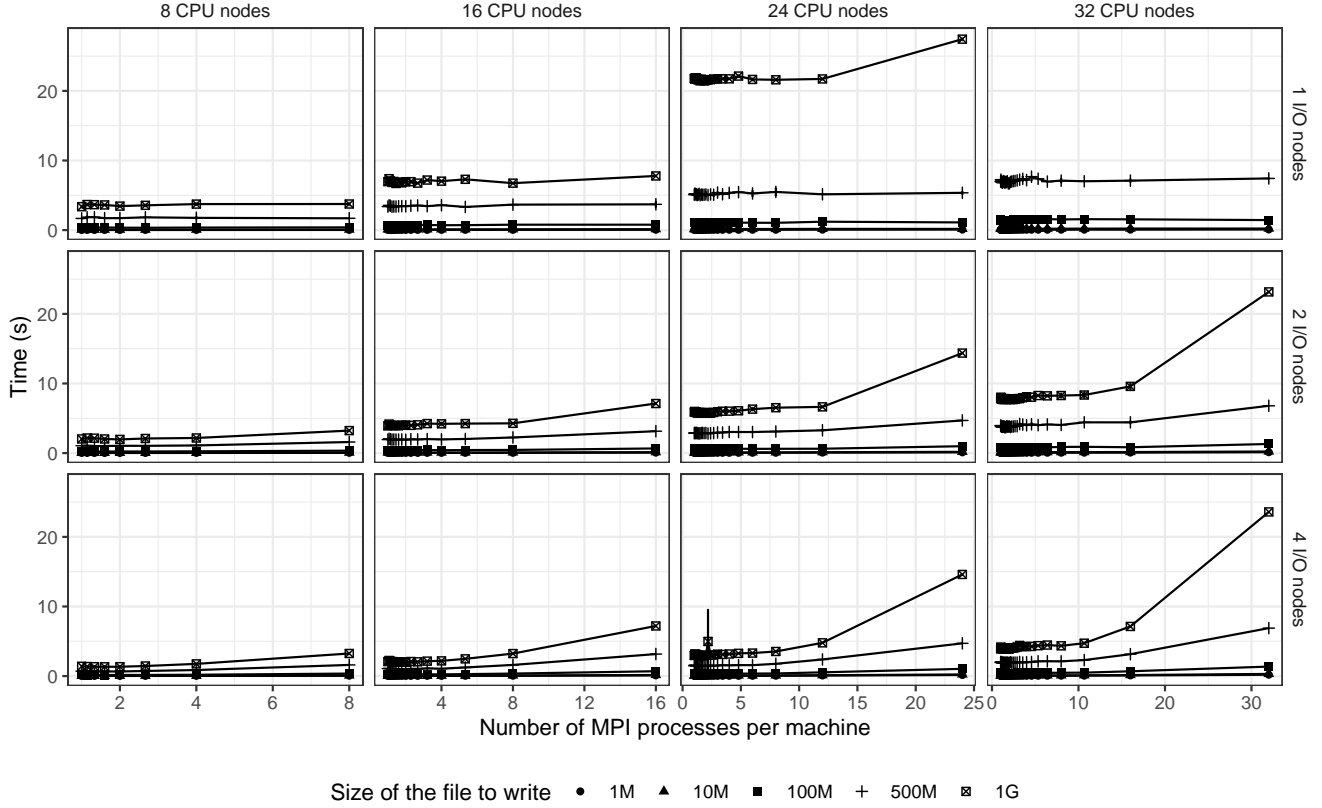 8 CPU nodes 16 CPU nodes 24 CPU nodes 32 CPU nodes
20
10
0
1 I/O nodes
20
10
0
2 I/O nodes
20
10
0
4 I/O nodes
Time (s)
2 4 6 8 4 8 12 16 0 5 10 15 20 25 0 10 20 30
Number of MPI processes per machine
Size of the file to write 1M 10M 100M 500M 1G